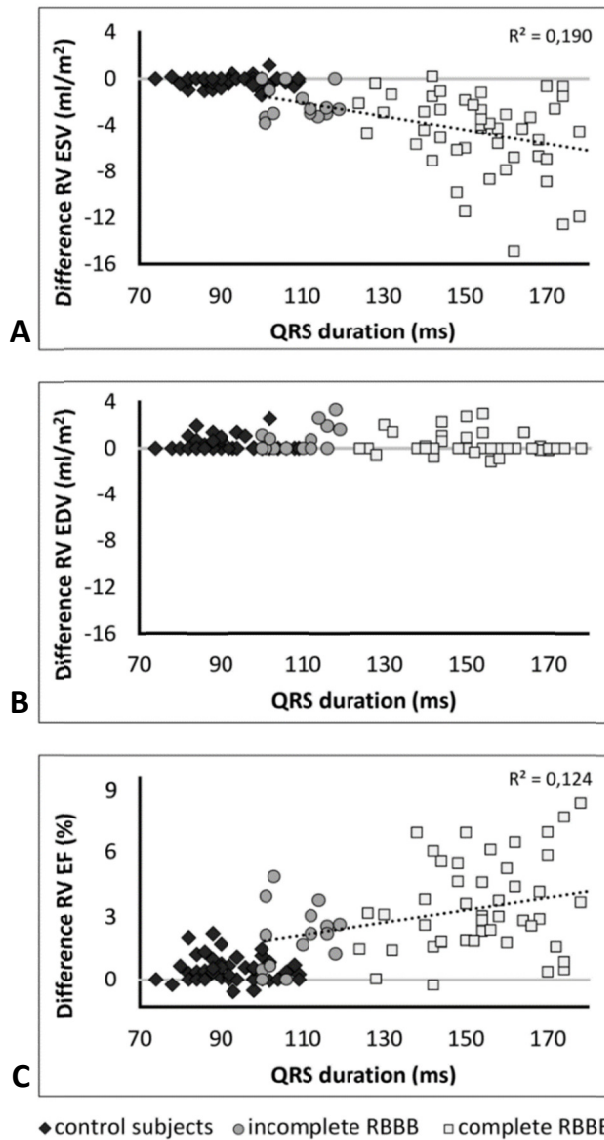 4
0
-4
-8
-12
-16
Difference RV ESV (ml/m²)
R² = 0,190
70 90 110 130 150 170
QRS duration (ms)
A
4
0
-4
-8
-12
-16
Difference RV EDV (ml/m²)
70 90 110 130 150 170
QRS duration (ms)
B
9
6
3
0
Difference RV EF (%)
R² = 0,124
70 90 110 130 150 170
QRS duration (ms)
C
control subjects incomplete RBBB complete RBBB